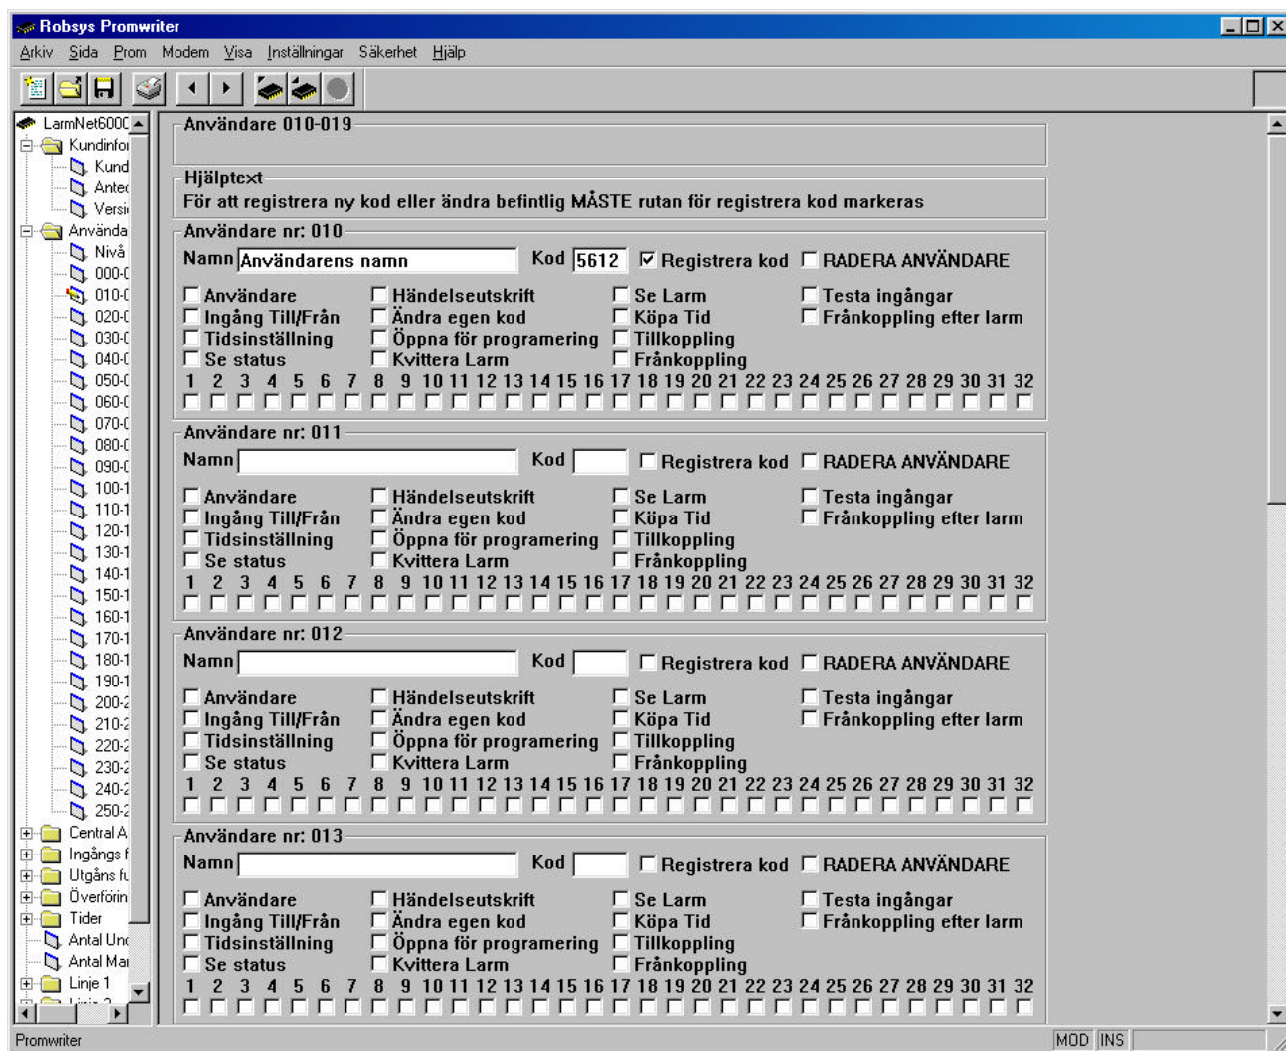 Robsys Promwriter
Arkiv Sida Prom Modem Visa Inställningar Säkerhet Hjälp
LarmNet600
Kundinfor
Kund
Antec
Versi
Använda
Nivå
000-0
010-0
020-0
030-0
040-0
050-0
060-0
070-0
080-0
090-0
100-1
110-1
120-1
130-1
140-1
150-1
160-1
170-1
180-1
190-1
200-2
210-2
220-2
230-2
240-2
250-2
Central A
Ingångs f
Utgåns fu
Överförin
Tider
Antal Und
Antal Mar
Linje 1
Användare 010-019
Hjälptext
För att registrera ny kod eller ändra befintlig MÅSTE rutan för registrera kod markeras
Användare nr: 010
Namn Användarens namn Kod 5612 Registrera kod RADERA ANVÄNDARE
Användare Händelseutskrift Se Larm Testa ingångar
Ingång Till/Från Ändra egen kod Köpa Tid Frånkoppling efter larm
Tidsinställning Öppna för programering Tillkoppling
Se status Kvittera Larm Frånkoppling
1 2 3 4 5 6 7 8 9 10 11 12 13 14 15 16 17 18 19 20 21 22 23 24 25 26 27 28 29 30 31 32
Användare nr: 011
Namn Kod Registrera kod RADERA ANVÄNDARE
Användare Händelseutskrift Se Larm Testa ingångar
Ingång Till/Från Ändra egen kod Köpa Tid Frånkoppling efter larm
Tidsinställning Öppna för programering Tillkoppling
Se status Kvittera Larm Frånkoppling
1 2 3 4 5 6 7 8 9 10 11 12 13 14 15 16 17 18 19 20 21 22 23 24 25 26 27 28 29 30 31 32
Användare nr: 012
Namn Kod Registrera kod RADERA ANVÄNDARE
Användare Händelseutskrift Se Larm Testa ingångar
Ingång Till/Från Ändra egen kod Köpa Tid Frånkoppling efter larm
Tidsinställning Öppna för programering Tillkoppling
Se status Kvittera Larm Frånkoppling
1 2 3 4 5 6 7 8 9 10 11 12 13 14 15 16 17 18 19 20 21 22 23 24 25 26 27 28 29 30 31 32
Användare nr: 013
Namn Kod Registrera kod RADERA ANVÄNDARE
Användare Händelseutskrift Se Larm Testa ingångar
Ingång Till/Från Ändra egen kod Köpa Tid Frånkoppling efter larm
Tidsinställning Öppna för programering Tillkoppling
Se status Kvittera Larm Frånkoppling
1 2 3 4 5 6 7 8 9 10 11 12 13 14 15 16 17 18 19 20 21 22 23 24 25 26 27 28 29 30 31 32
Promwriter MOD INS